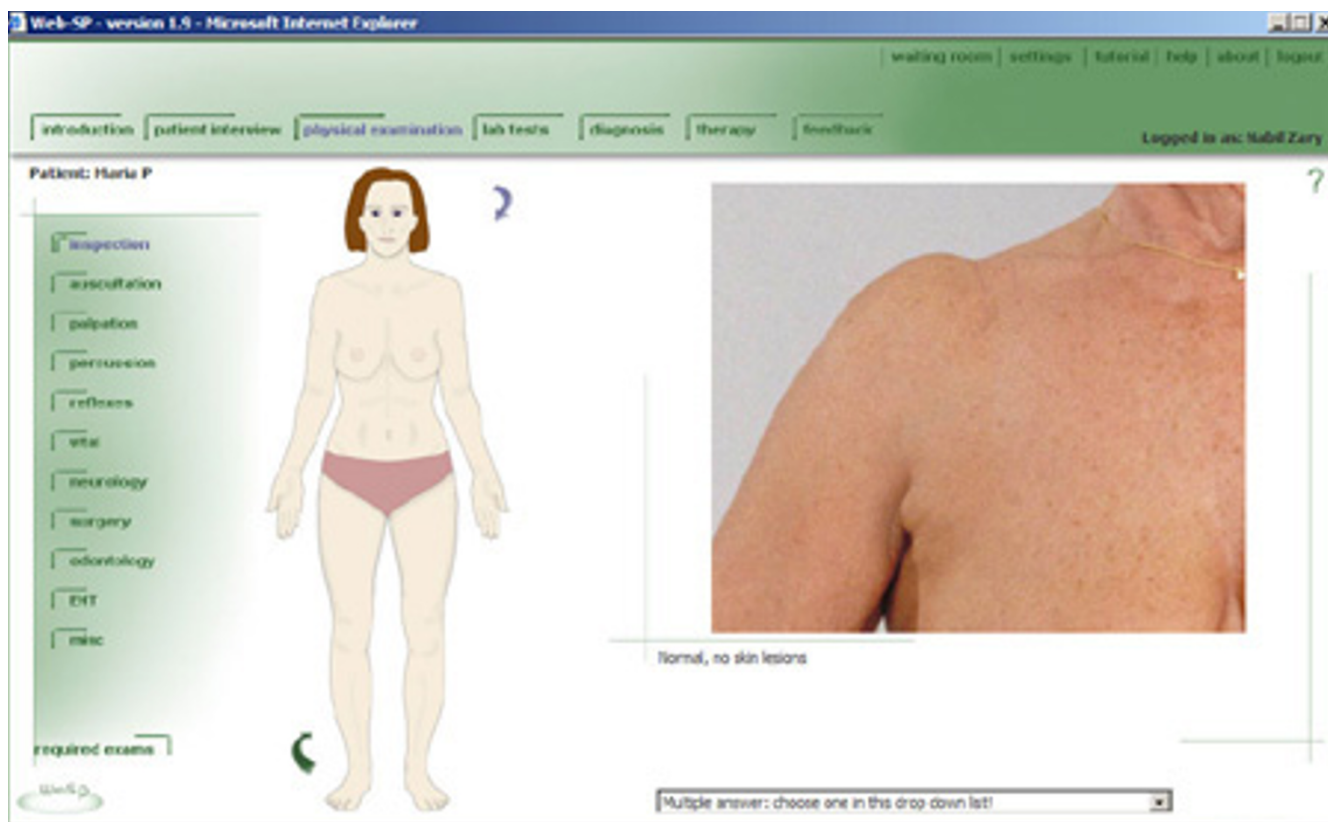 Web-SP - version 1.9 - Microsoft Internet Explorer
waiting room | settings | tutorial | help | about | logout
introduction patient interview physical examination lab tests diagnosis therapy feedback
Logged in as: Nabil Zary
Patient: Maria P
?
inspection
auscultation
palpation
percussion
reflexes
vital
neurology
surgery
odontology
ENT
misc
Normal, no skin lesions
required exams
Web-SP
Multiple answer: choose one in this drop down list!